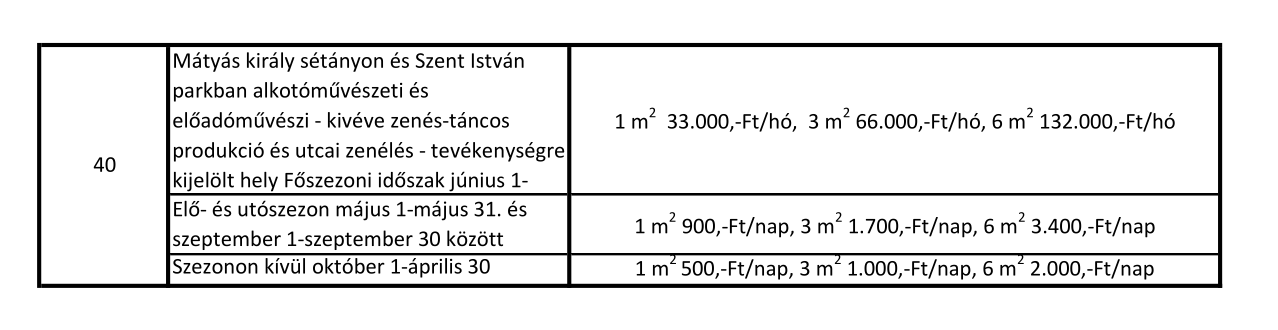 40
Mátyás király sétányon és Szent István
parkban alkotóművészeti és
előadóművészi - kivéve zenés-táncos
produkció és utcai zenélés - tevékenységre
kijelölt hely Főszezoni időszak június 1-
1 m² 33.000,-Ft/hó, 3 m² 66.000,-Ft/hó, 6 m² 132.000,-Ft/hó
Elő- és utószezon május 1-május 31. és
szeptember 1-szeptember 30 között
1 m² 900,-Ft/nap, 3 m² 1.700,-Ft/nap, 6 m² 3.400,-Ft/nap
Szezonon kívül október 1-április 30
1 m² 500,-Ft/nap, 3 m² 1.000,-Ft/nap, 6 m² 2.000,-Ft/nap